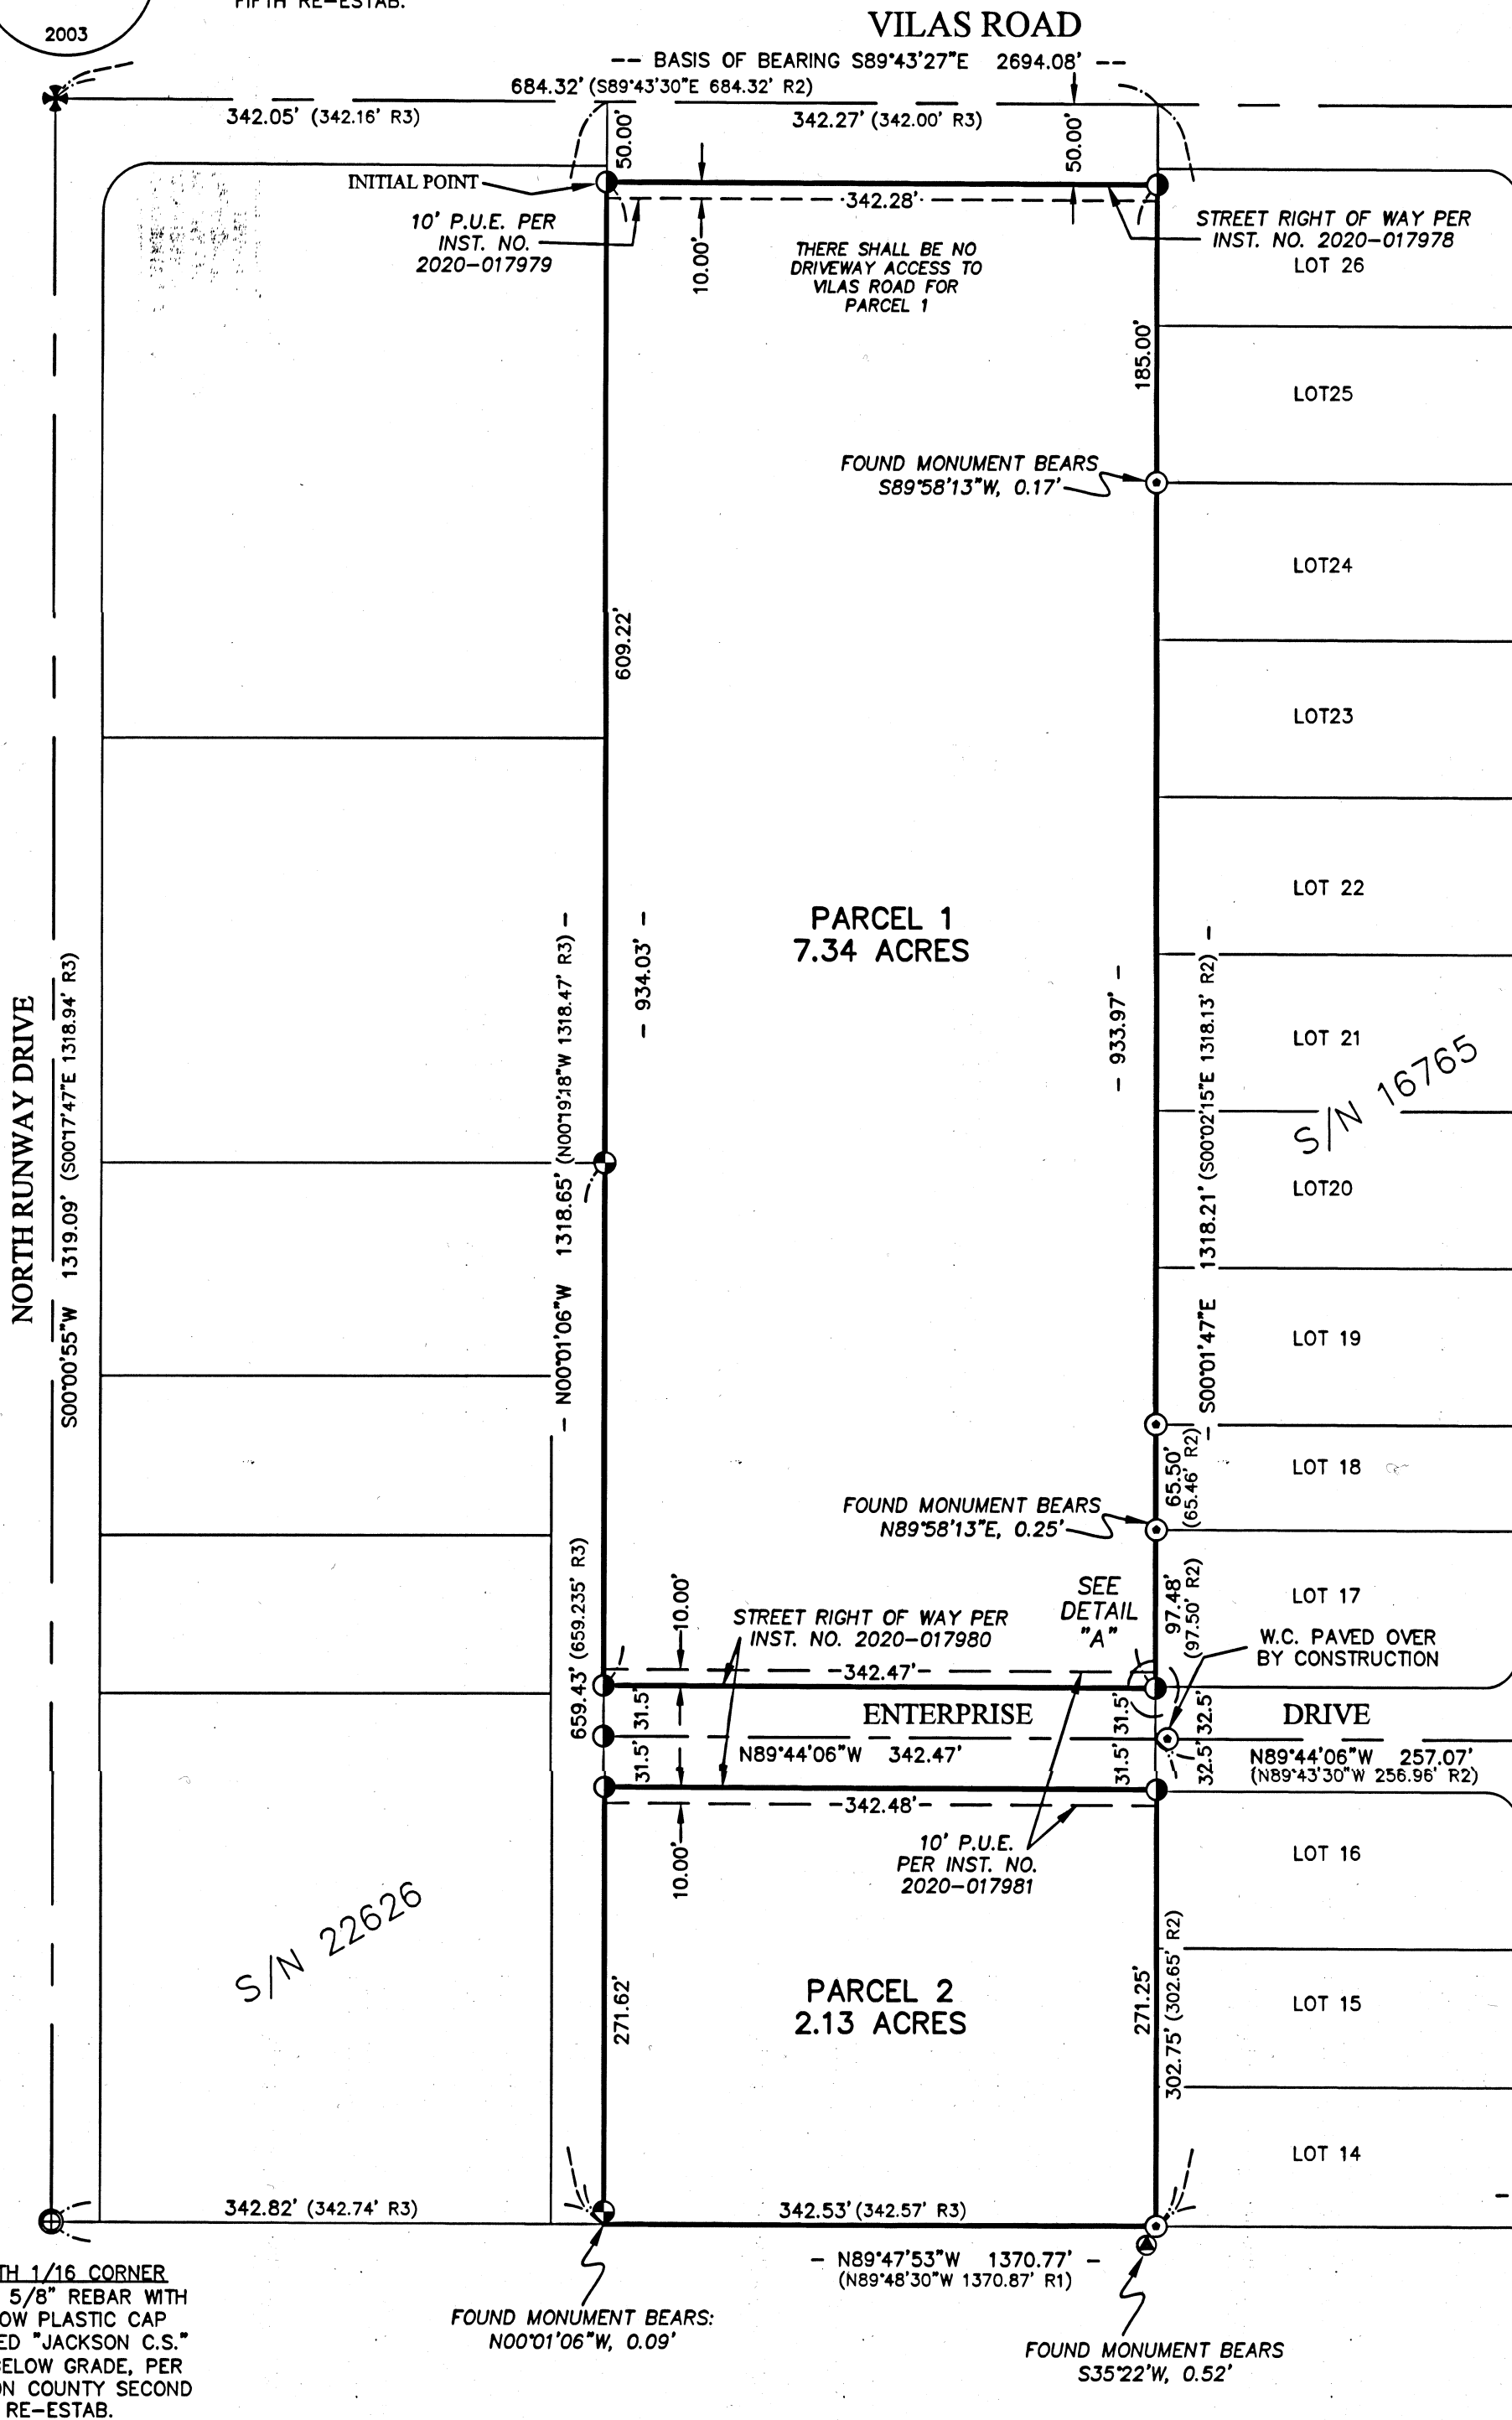 FIFTH RE-ESTAB.
2003
VILAS ROAD
-- BASIS OF BEARING S89°43'27"E 2694.08' --
684.32' (S89°43'30"E 684.32' R2)
342.05' (342.16' R3)
342.27' (342.00' R3)
50.00'
50.00'
INITIAL POINT
342.28'
10' P.U.E. PER
INST. NO.
2020-017979
10.00'
THERE SHALL BE NO
DRIVEWAY ACCESS TO
VILAS ROAD FOR
PARCEL 1
STREET RIGHT OF WAY PER
INST. NO. 2020-017978
LOT 26
185.00'
LOT25
FOUND MONUMENT BEARS
S89°58'13"W, 0.17'
LOT24
609.22'
LOT23
LOT 22
PARCEL 1
7.34 ACRES
- 934.03' -
- 933.97' -
NORTH RUNWAY DRIVE
S00°00'55"W 1319.09' (S00°17'47"E 1318.94' R3)
- N00°01'06"W 1318.65' (N00°19'18"W 1318.47' R3) -
- S00°01'47"E 1318.21' (S00°02'15"E 1318.13' R2) -
LOT 21
S/N 16765
LOT20
LOT 19
65.50'
(65.46' R2)
LOT 18
FOUND MONUMENT BEARS
N89°58'13"E, 0.25'
659.43' (659.235' R3)
10.00'
STREET RIGHT OF WAY PER
INST. NO. 2020-017980
SEE
DETAIL
"A"
97.48'
(97.50' R2)
LOT 17
W.C. PAVED OVER
BY CONSTRUCTION
-342.47'-
31.5'
31.5'
32.5'
ENTERPRISE
DRIVE
31.5'
N89°44'06"W 342.47'
31.5'
32.5'
N89°44'06"W 257.07'
(N89°43'30"W 256.96' R2)
-342.48'-
10.00'
10' P.U.E.
PER INST. NO.
2020-017981
LOT 16
S/N 22626
271.62'
PARCEL 2
2.13 ACRES
271.25'
302.75' (302.65' R2)
LOT 15
LOT 14
342.82' (342.74' R3)
342.53' (342.57' R3)
- N89°47'53"W 1370.77' -
(N89°48'30"W 1370.87' R1)
TH 1/16 CORNER
5/8" REBAR WITH
OW PLASTIC CAP
ED "JACKSON C.S."
ELOW GRADE, PER
ON COUNTY SECOND
RE-ESTAB.
FOUND MONUMENT BEARS:
N00°01'06"W, 0.09'
FOUND MONUMENT BEARS
S35°22'W, 0.52'